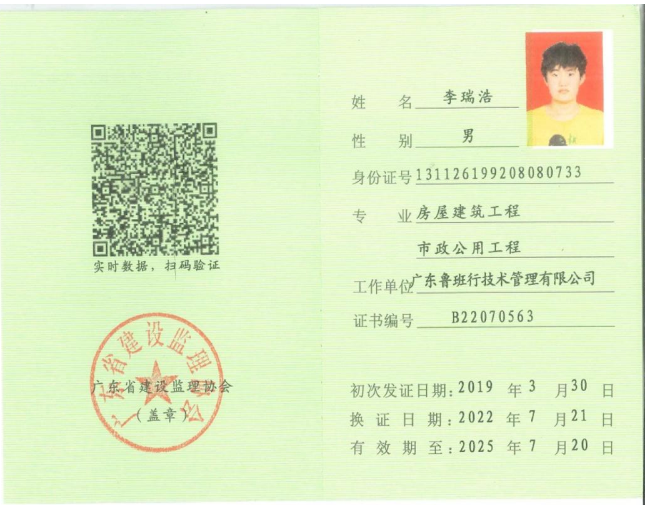 实时数据，扫码验证
广东省建设监理协会
广东省建设监理协会
（盖章）
姓 名 李瑞浩
性 别 男
身份证号 131126199208080733
专 业 房屋建筑工程
市政公用工程
工作单位 广东鲁班行技术管理有限公司
证书编号 B22070563
初次发证日期：2019 年 3 月 30 日
换 证 日 期：2022 年 7 月 21 日
有 效 期 至：2025 年 7 月 20 日